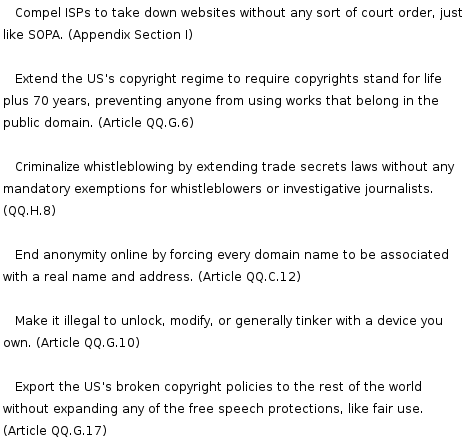 Compel ISPs to take down websites without any sort of court order, just
like SOPA. (Appendix Section I)
Extend the US's copyright regime to require copyrights stand for life
plus 70 years, preventing anyone from using works that belong in the
public domain. (Article QQ.G.6)
Criminalize whistleblowing by extending trade secrets laws without any
mandatory exemptions for whistleblowers or investigative journalists.
(QQ.H.8)
End anonymity online by forcing every domain name to be associated
with a real name and address. (Article QQ.C.12)
Make it illegal to unlock, modify, or generally tinker with a device you
own. (Article QQ.G.10)
Export the US's broken copyright policies to the rest of the world
without expanding any of the free speech protections, like fair use.
(Article QQ.G.17)